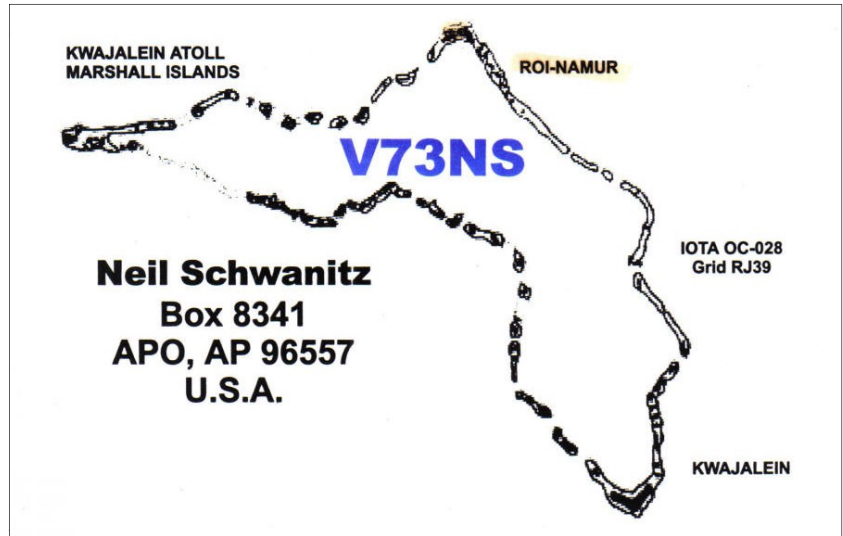 KWAJALEIN ATOLL
MARSHALL ISLANDS
ROI-NAMUR
V73NS
IOTA OC-028
Grid RJ39
Neil Schwanitz
Box 8341
APO, AP 96557
U.S.A.
KWAJALEIN